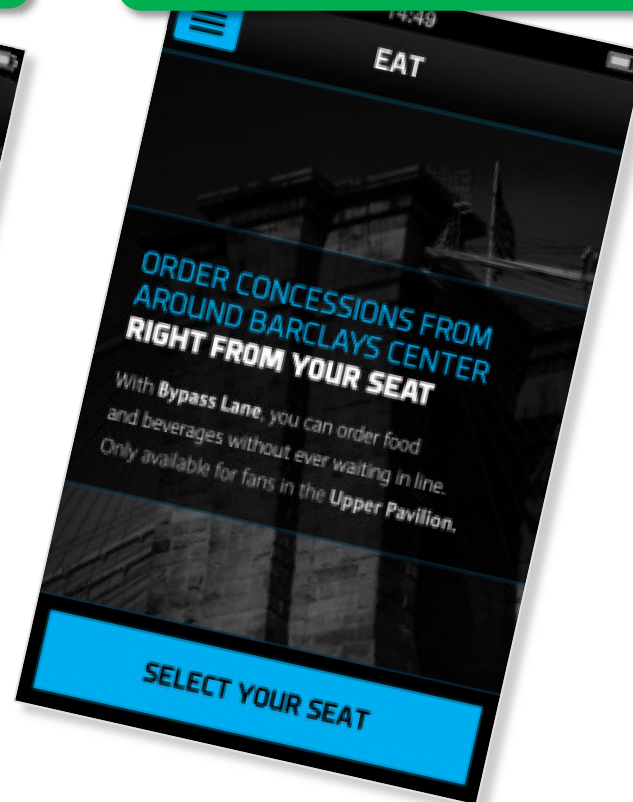 14:49
EAT
ORDER CONCESSIONS FROM
AROUND BARCLAYS CENTER
RIGHT FROM YOUR SEAT
With Bypass Lane, you can order food
and beverages without ever waiting in line.
Only available for fans in the Upper Pavilion.
SELECT YOUR SEAT